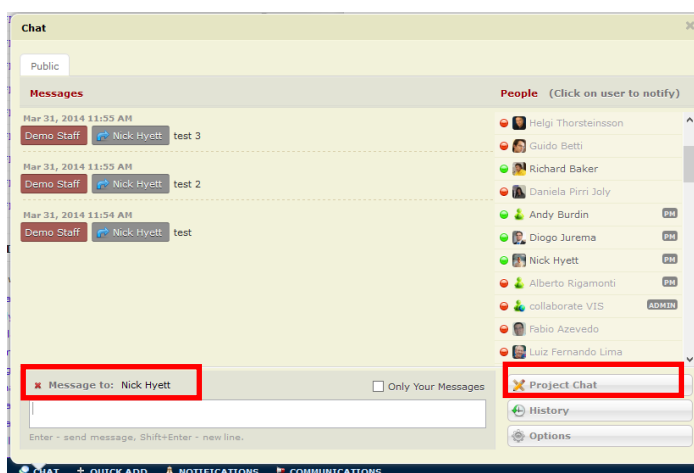 Chat
Public
Messages
People (Click on user to notify)
Mar 31, 2014 11:55 AM
Demo Staff Nick Hyett test 3
Mar 31, 2014 11:55 AM
Demo Staff Nick Hyett test 2
Mar 31, 2014 11:54 AM
Demo Staff Nick Hyett test
Helgi Thorsteinsson
Guido Betti
Richard Baker
Daniela Pirri Joly
Andy Burdin PM
Diogo Jurema PM
Nick Hyett PM
Alberto Rigamonti PM
collaborate VIS ADMIN
Fabio Azevedo
Luiz Fernando Lima
Message to: Nick Hyett
Only Your Messages
Enter - send message, Shift+Enter - new line.
Project Chat
History
Options
CHAT + QUICK ADD NOTIFICATIONS COMMUNICATIONS